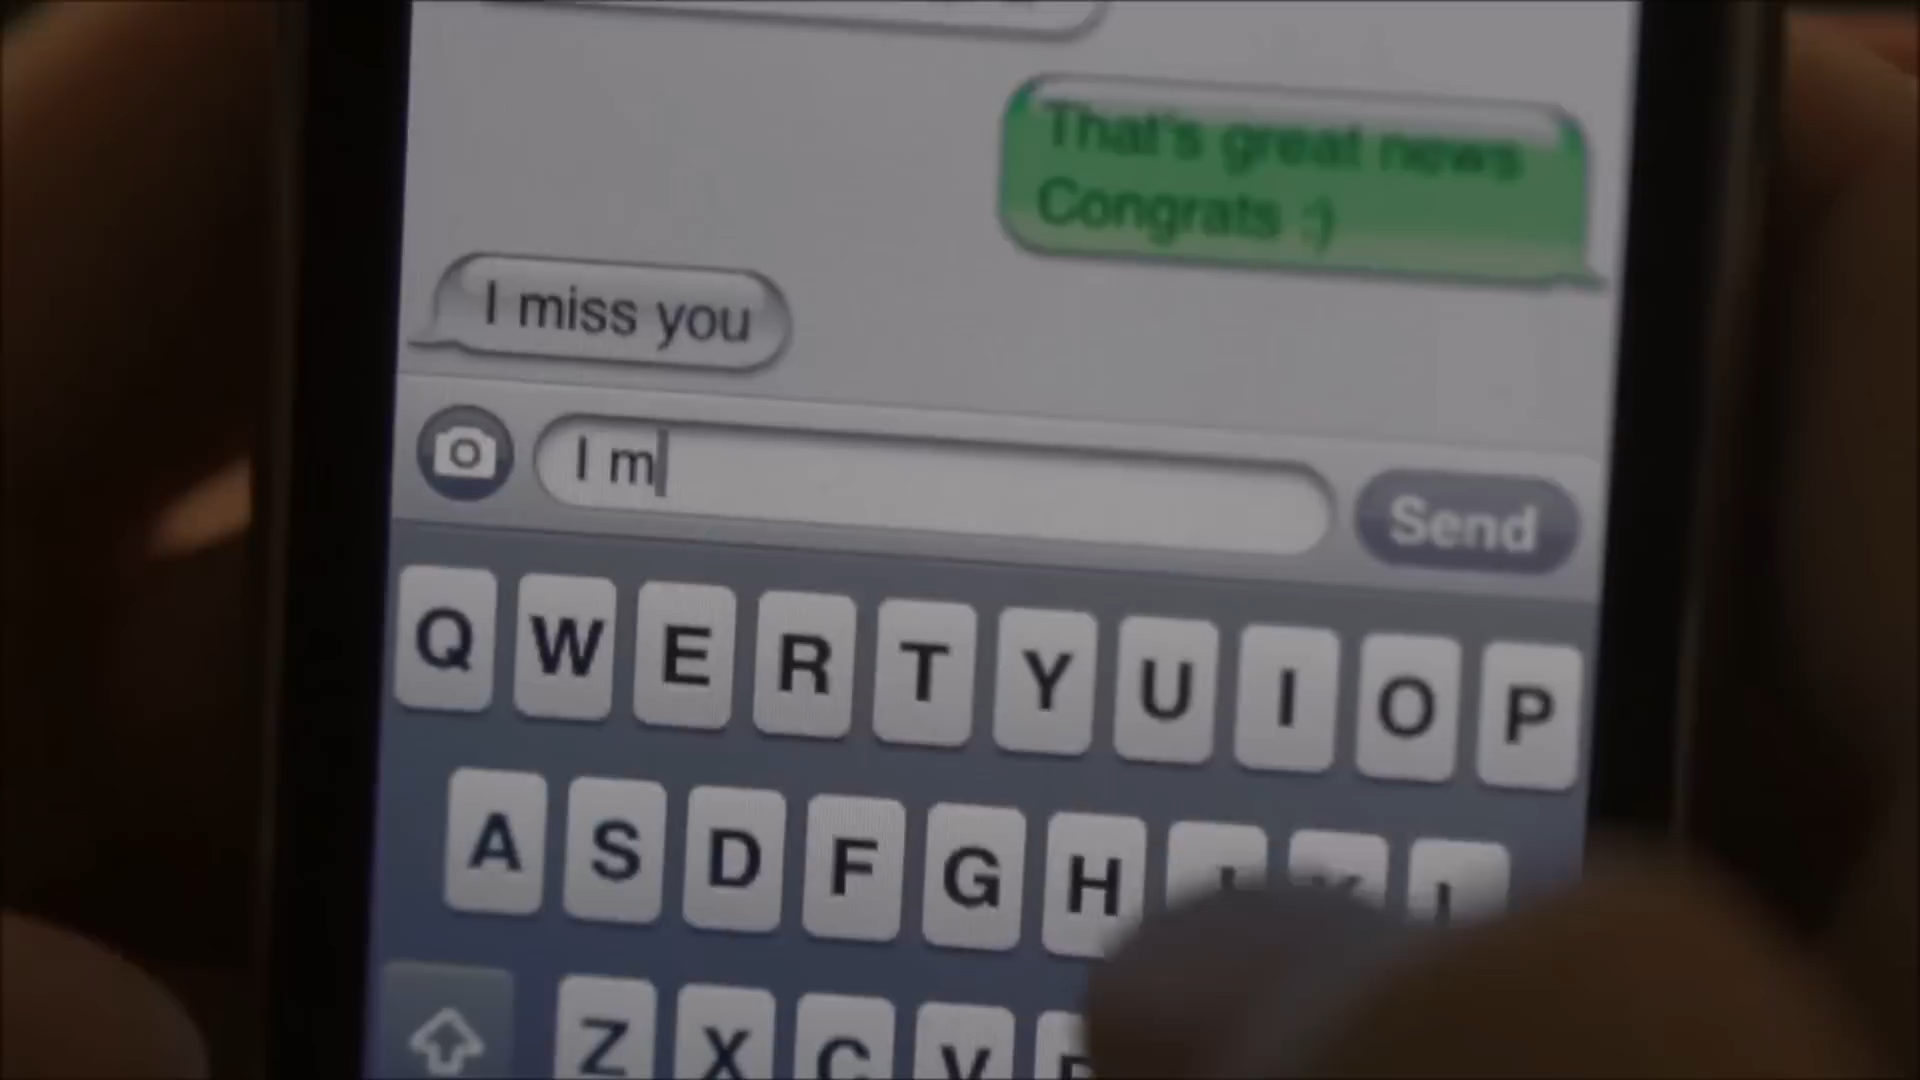 That's great news
Congrats :)
I miss you
I m
Send
Q W E R T Y U I O P
A S D F G H
Z X C V